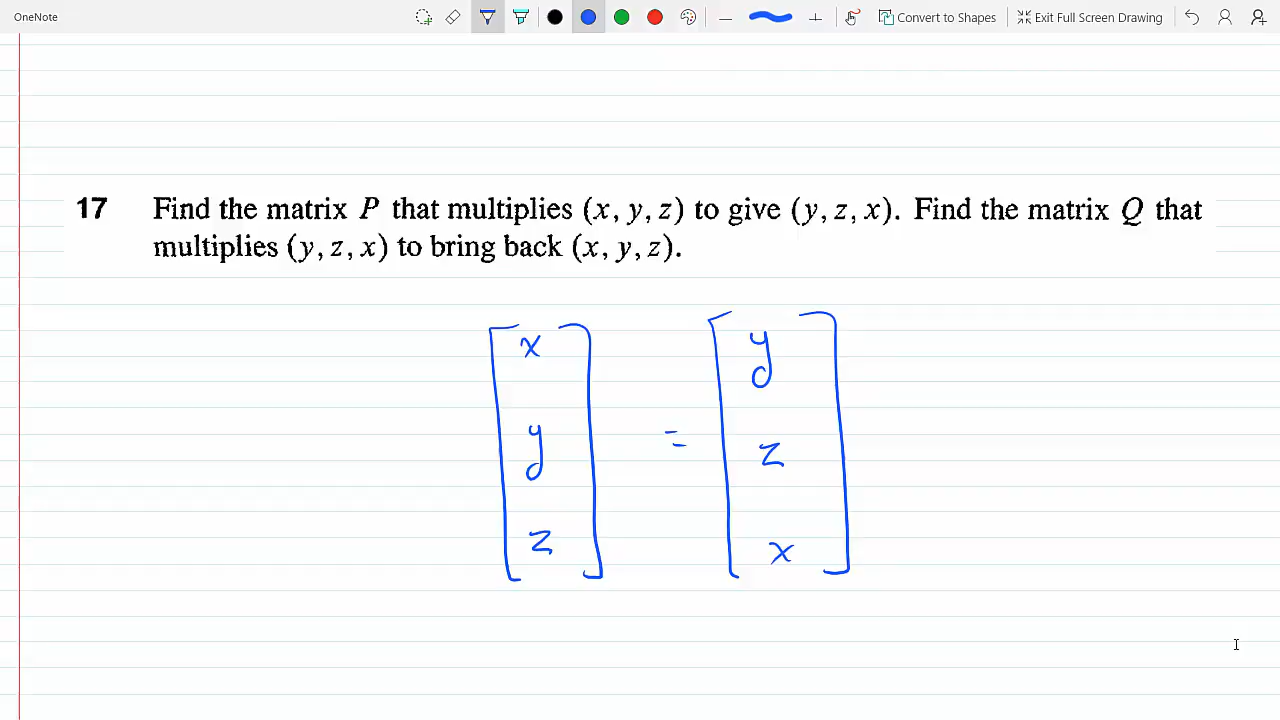 OneNote
Convert to Shapes
Exit Full Screen Drawing
17 Find the matrix P that multiplies (x, y, z) to give (y, z, x). Find the matrix Q that
multiplies (y, z, x) to bring back (x, y, z).
x y
y = z
z x